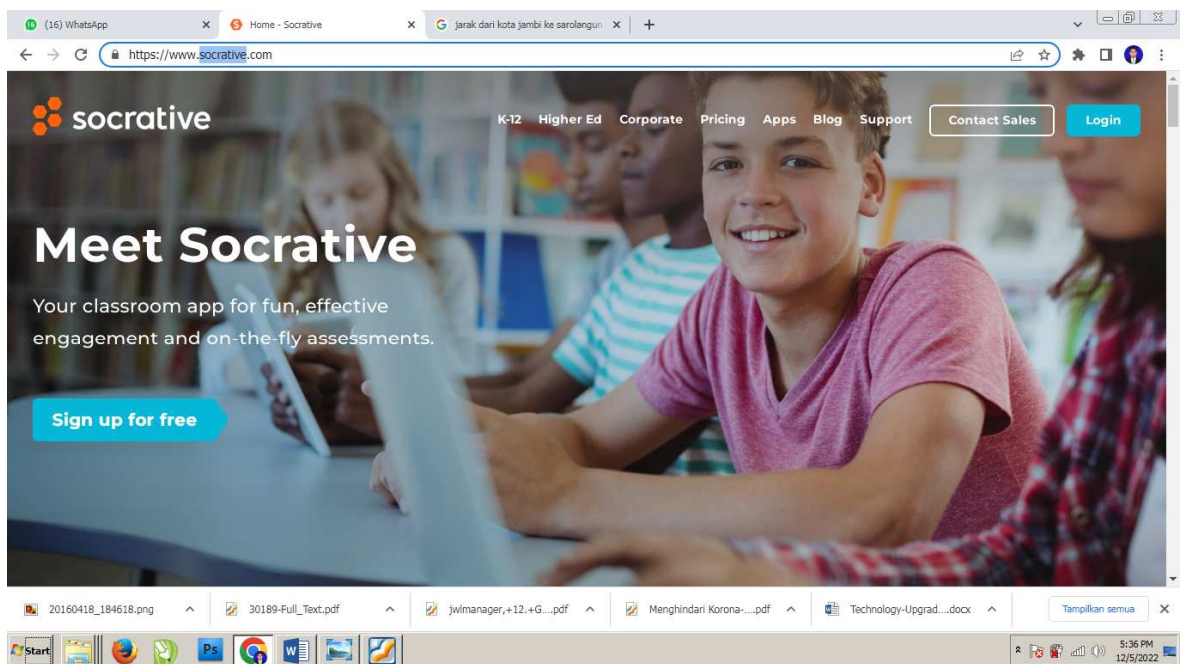 (16) WhatsApp
Home - Socrative
jarak dari kota jambi ke sarolangun
https://www.socrative.com
socrative
K-12 Higher Ed Corporate Pricing Apps Blog Support Contact Sales Login
Meet Socrative
Your classroom app for fun, effective
engagement and on-the-fly assessments.
Sign up for free
20160418_184618.png
30189-Full_Text.pdf
jwlmanager,+12.+G....pdf
Menghindari Korona-....pdf
Technology-Upgrad....docx
Tampilkan semua
Start
Ps
5:36 PM
12/5/2022